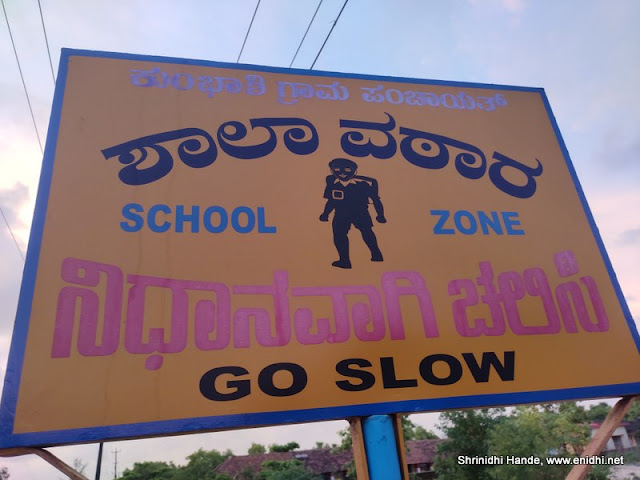 ಕುಂಭಾಶಿ ಗ್ರಾಮ ಪಂಚಾಯತ್
ಶಾಲಾ ವಠಾರ
SCHOOL ZONE
ನಿಧಾನವಾಗಿ ಚಲಿಸಿ
GO SLOW
Shrinidhi Hande, www.enidhi.net